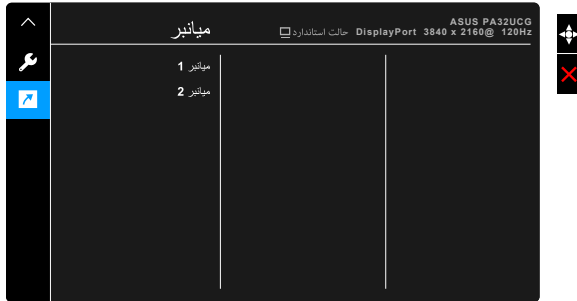 میانبر
ASUS PA32UCG
حالت استاندارد DisplayPort 3840 x 2160@ 120Hz
میانبر 1
میانبر 2